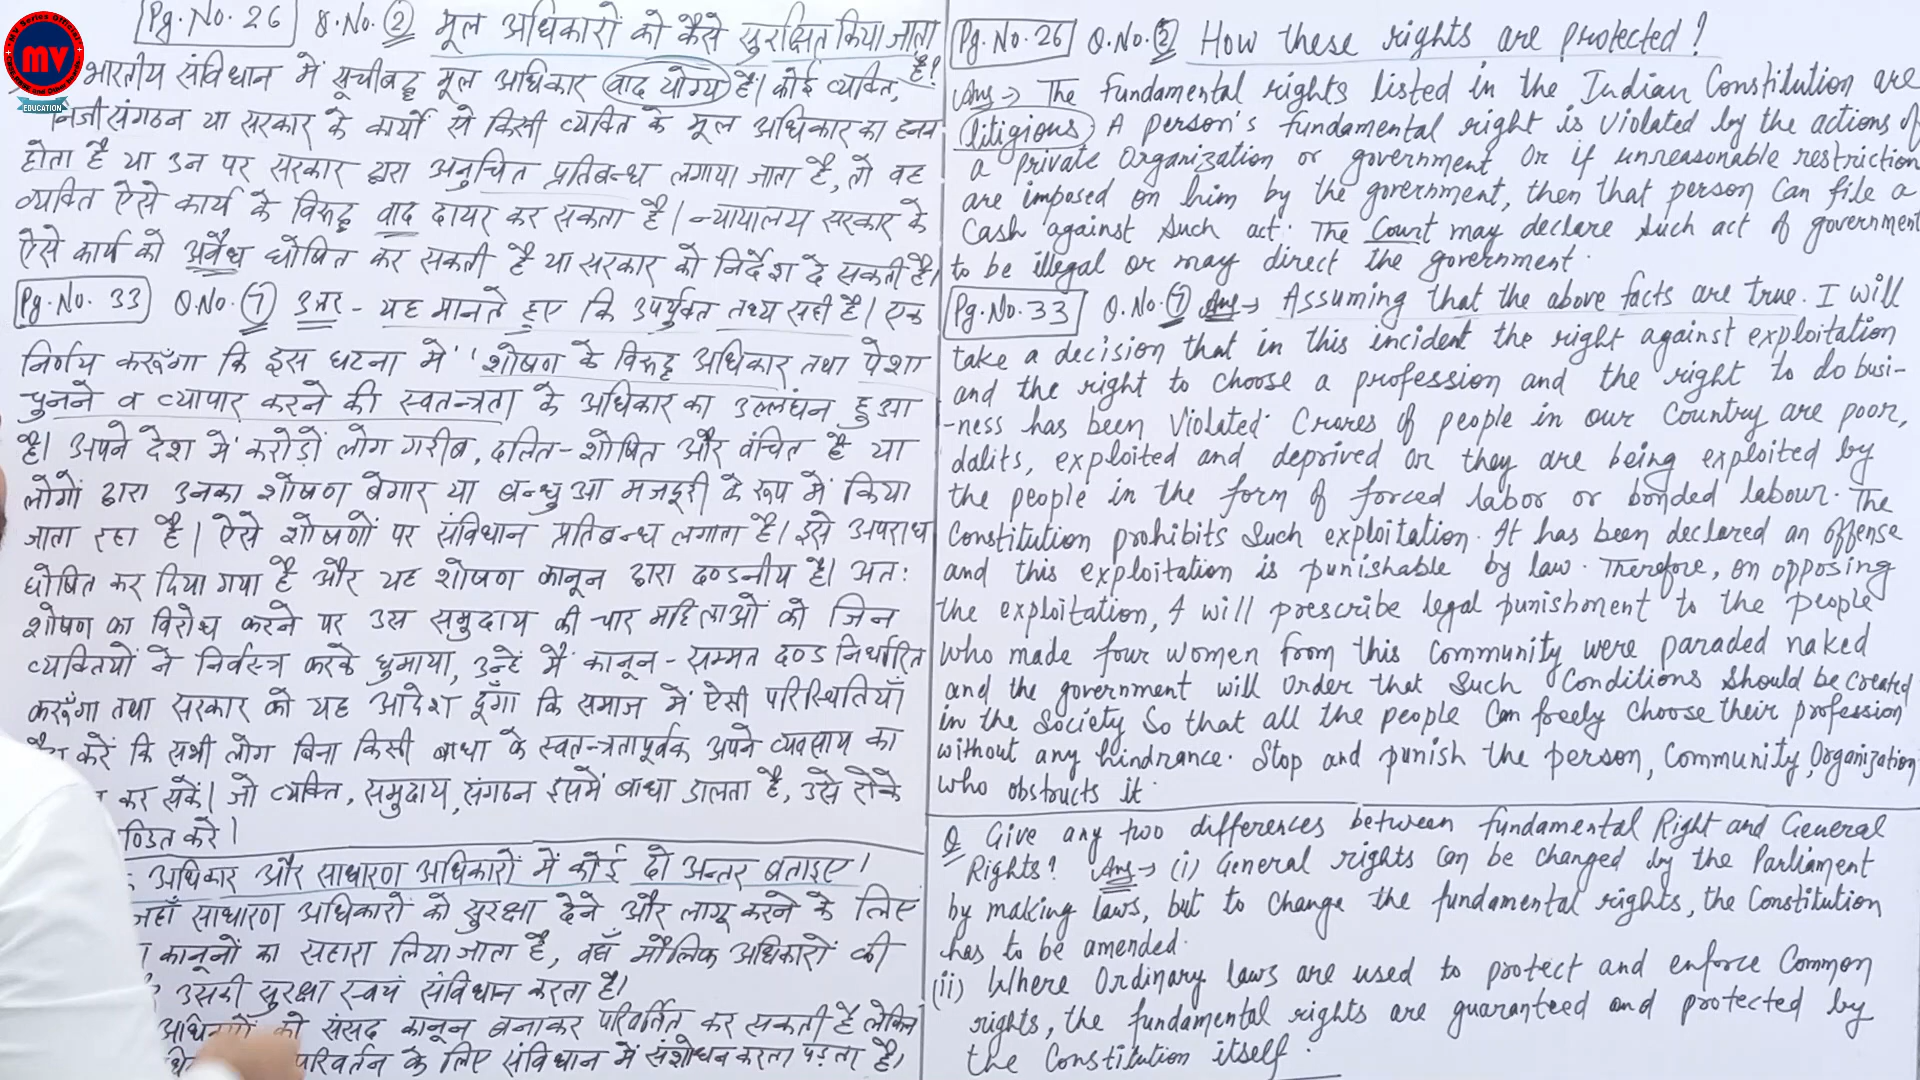 MV Series Official
mv
EDUCATION
Pg. No. 26 Q.No. ② मूल अधिकारों को कैसे सुरक्षित किया जाता है?
भारतीय संविधान में सूचीबद्ध मूल अधिकार वाद योग्य है। कोई व्यक्ति,
निजी संगठन या सरकार के कार्यों से किसी व्यक्ति के मूल अधिकार का हनन
होता है या उन पर सरकार द्वारा अनुचित प्रतिबन्ध लगाया जाता है, तो वह
व्यक्ति ऐसे कार्य के विरुद्ध वाद दायर कर सकता है। न्यायालय सरकार के
ऐसे कार्य को अवैध घोषित कर सकती है या सरकार को निर्देश दे सकती है।
Pg. No. 33 Q.No. ⑦ उत्तर - यह मानते हुए कि उपर्युक्त तथ्य सही है। एक
निर्णय करूँगा कि इस घटना में 'शोषण के विरुद्ध अधिकार तथा पेशा
चुनने व व्यापार करने की स्वतन्त्रता के अधिकार का उल्लंघन हुआ
है। अपने देश में करोड़ों लोग गरीब, दलित-शोषित और वंचित है या
लोगों द्वारा उनका शोषण बेगार या बन्धुआ मजदूरी के रूप में किया
जाता रहा है। ऐसे शोषणों पर संविधान प्रतिबन्ध लगाता है। इसे अपराध
घोषित कर दिया गया है और यह शोषण कानून द्वारा दण्डनीय है। अतः
शोषण का विरोध करने पर उस समुदाय की चार महिलाओं को जिन
व्यक्तियों ने निर्वस्त्र करके घुमाया, उन्हें मैं कानून-सम्मत दण्ड निर्धारित
करूँगा तथा सरकार को यह आदेश दूँगा कि समाज में ऐसी परिस्थितियाँ
करें कि सभी लोग बिना किसी बाधा के स्वतन्त्रतापूर्वक अपने व्यवसाय का
कर सकें। जो व्यक्ति, समुदाय, संगठन इसमें बाधा डालता है, उसे रोके
ण्डित करे।
अधिकार और साधारण अधिकारों में कोई दो अन्तर बताइए।
जहाँ साधारण अधिकारों को सुरक्षा देने और लागू करने के लिए
कानूनों का सहारा लिया जाता है, वहाँ मौलिक अधिकारों की
उसकी सुरक्षा स्वयं संविधान करता है।
अधिकारों को संसद कानून बनाकर परिवर्तित कर सकती है लेकिन
परिवर्तन के लिए संविधान में संशोधन करना पड़ता है।
Pg. No. 26 Q.No. ② How these rights are protected?
Ans → The Fundamental rights listed in the Indian Constitution are
litigious. A person's fundamental right is violated by the actions of
a private Organization or government Or if unreasonable restriction
are imposed on him by the government, then that person can file a
Cash against such act. The Court may declare such act of government
to be illegal or may direct the government.
Pg. No. 33 Q.No. ⑦ Ans → Assuming that the above facts are true. I will
take a decision that in this incident the right against exploitation
and the right to choose a profession and the right to do busi-
-ness has been Violated. Crores of people in our Country are poor,
dalits, exploited and deprived or they are being exploited by
the people in the form of forced labor or bonded labour. The
Constitution prohibits such exploitation. It has been declared an offense
and this exploitation is punishable by law. Therefore, on opposing
the exploitation, I will prescribe legal punishment to the people
who made four women from this Community were paraded naked
and the government will order that such Conditions should be created
in the Society So that all the people Can freely choose their profession
without any hindrance. Stop and punish the person, Community, Organization
who obstructs it.
Q Give any two differences between fundamental Right and General
Rights? Ans → (i) General rights Can be changed by the Parliament
by making laws, but to change the fundamental rights, the Constitution
has to be amended.
(ii) Where Ordinary laws are used to protect and enforce Common
rights, the fundamental rights are guaranteed and protected by
the Constitution itself.